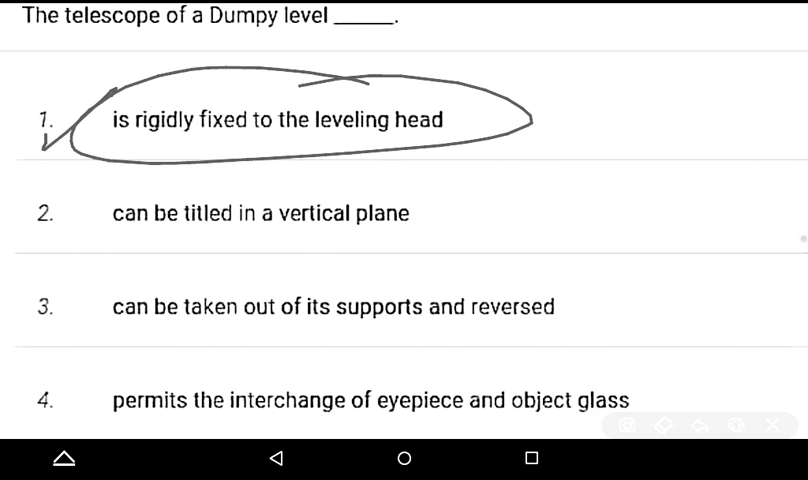 The telescope of a Dumpy level ______.
1. is rigidly fixed to the leveling head
2. can be titled in a vertical plane
3. can be taken out of its supports and reversed
4. permits the interchange of eyepiece and object glass